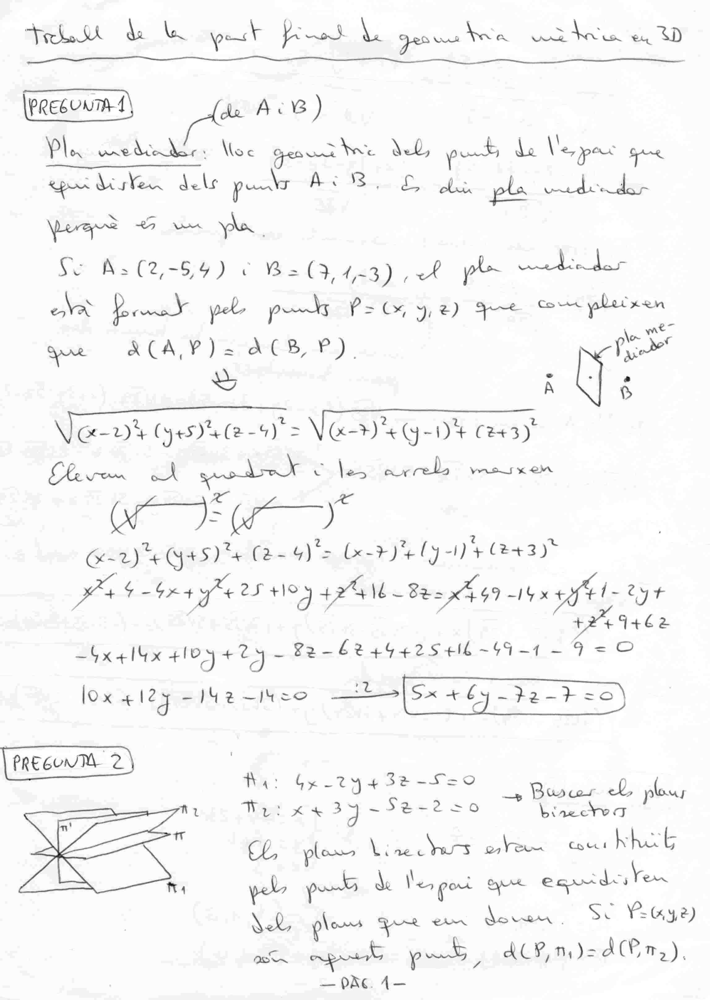 Treball de la part final de geometria mètrica en 3D
PREGUNTA 1
(de A i B)
Pla mediador: lloc geomètric dels punts de l'espai que
equidisten dels punts A i B. Es diu pla mediador
perquè és un pla.
Si A=(2,-5,4) i B=(7,1,-3), el pla mediador
està format pels punts P=(x,y,z) que compleixen
que d(A,P)=d(B,P).
pla me-
diador
A
B
√(x-2)²+(y+5)²+(z-4)² = √(x-7)²+(y-1)²+(z+3)²
Elevam al quadrat i les arrels marxen
(√ )² = (√ )²
(x-2)²+(y+5)²+(z-4)²=(x-7)²+(y-1)²+(z+3)²
x²+4-4x+y²+25+10y+z²+16-8z=x²+49-14x+y²+1-2y+
+z²+9+6z
-4x+14x+10y+2y-8z-6z+4+25+16-49-1-9=0
10x+12y-14z-14=0 :2→ 5x+6y-7z-7=0
PREGUNTA 2
π1: 4x-2y+3z-5=0
π2: x+3y-5z-2=0
→ Buscar els plans
bisectors
π2
π'
π
π1
Els plans bisectors estan constituïts
pels punts de l'espai que equidisten
dels plans que em donen. Si P=(x,y,z)
són aquests punts, d(P,π1)=d(P,π2).
- PÀG. 1 -